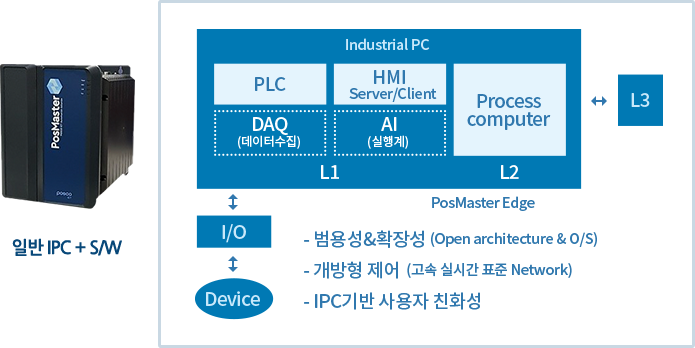 PosMaster
posco
일반 IPC + S/W
Industrial PC
PLC
HMI
Server/Client
DAQ
(데이터수집)
AI
(실행계)
Process
computer
L1
L2
L3
PosMaster Edge
I/O
Device
- 범용성&확장성 (Open architecture & O/S)
- 개방형 제어 (고속 실시간 표준 Network)
- IPC기반 사용자 친화성